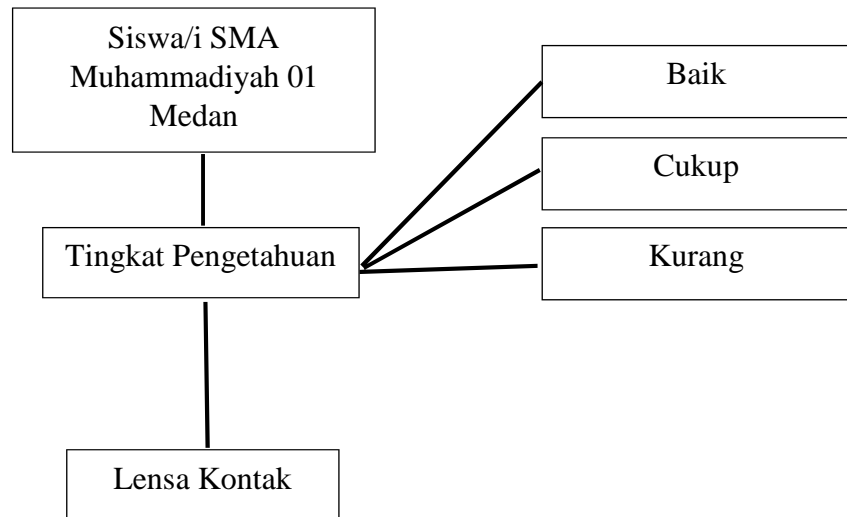 Siswa/i SMA
Muhammadiyah 01
Medan
Baik
Cukup
Tingkat Pengetahuan
Kurang
Lensa Kontak